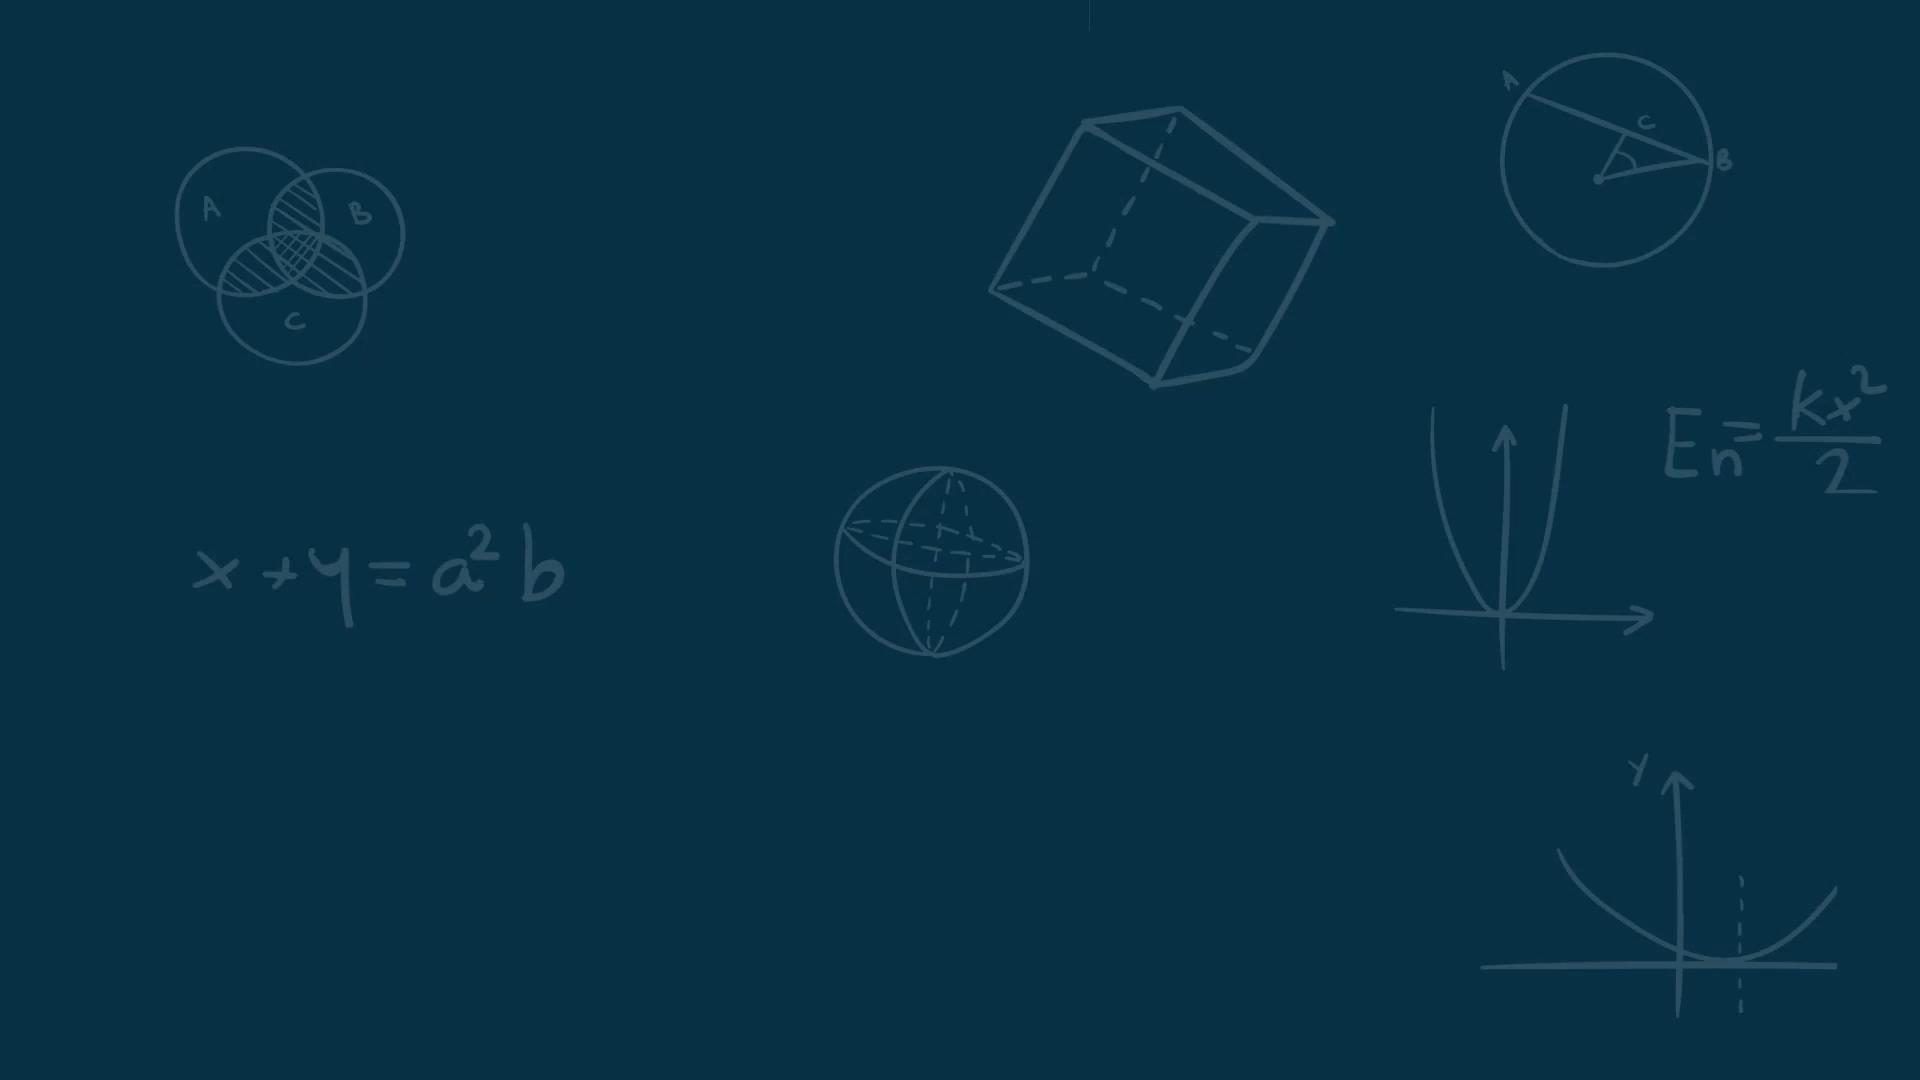 A
C
B
A
B
C
Eₙ = kx²/2
x + y = a²b
y